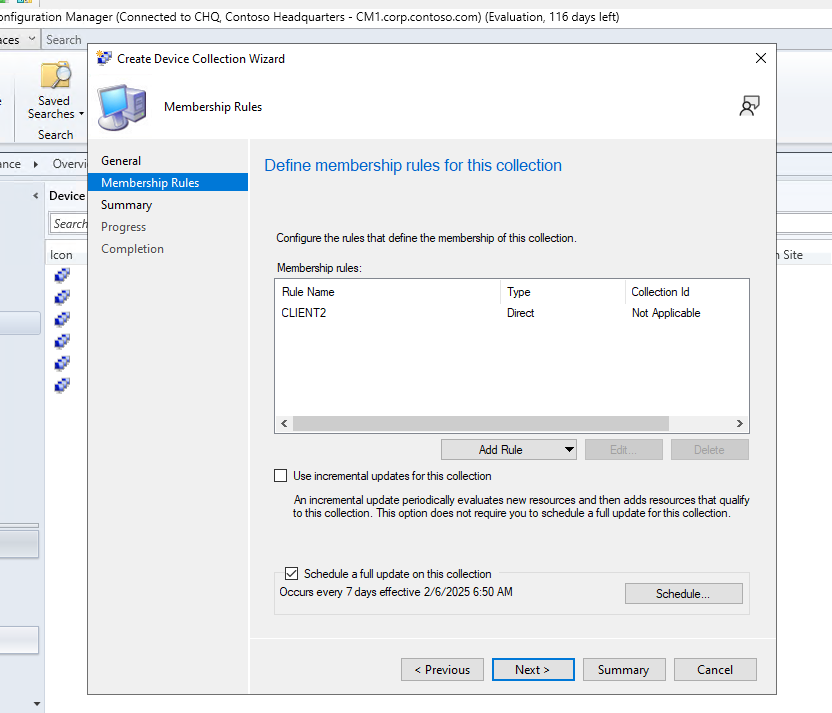 onfiguration Manager (Connected to CHQ, Contoso Headquarters - CM1.corp.contoso.com) (Evaluation, 116 days left)
Search
Saved
Searches
Search
Device
Search
Icon
Site
Create Device Collection Wizard
Membership Rules
General
Membership Rules
Summary
Progress
Completion
Define membership rules for this collection
Configure the rules that define the membership of this collection.
Membership rules:
Rule Name Type Collection Id
CLIENT2 Direct Not Applicable
Add Rule Edit... Delete
Use incremental updates for this collection
An incremental update periodically evaluates new resources and then adds resources that qualify
to this collection. This option does not require you to schedule a full update for this collection.
Schedule a full update on this collection
Occurs every 7 days effective 2/6/2025 6:50 AM
Schedule...
< Previous Next > Summary Cancel